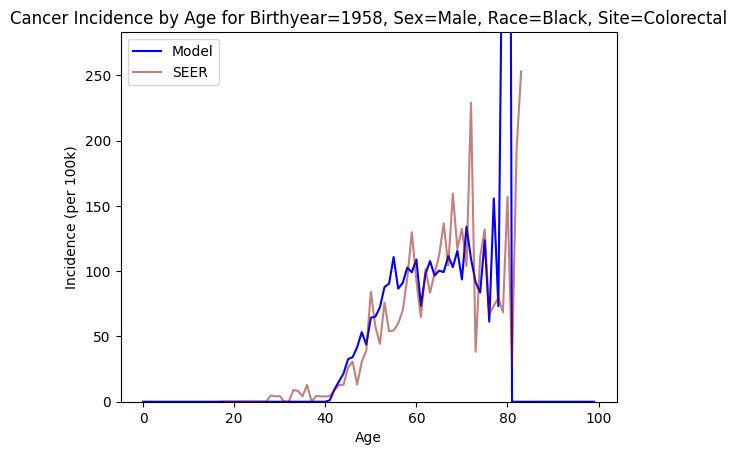 Cancer Incidence by Age for Birthyear=1958, Sex=Male, Race=Black, Site=Colorectal
Model
SEER
Incidence (per 100k)
250
200
150
100
50
0
0 20 40 60 80 100
Age